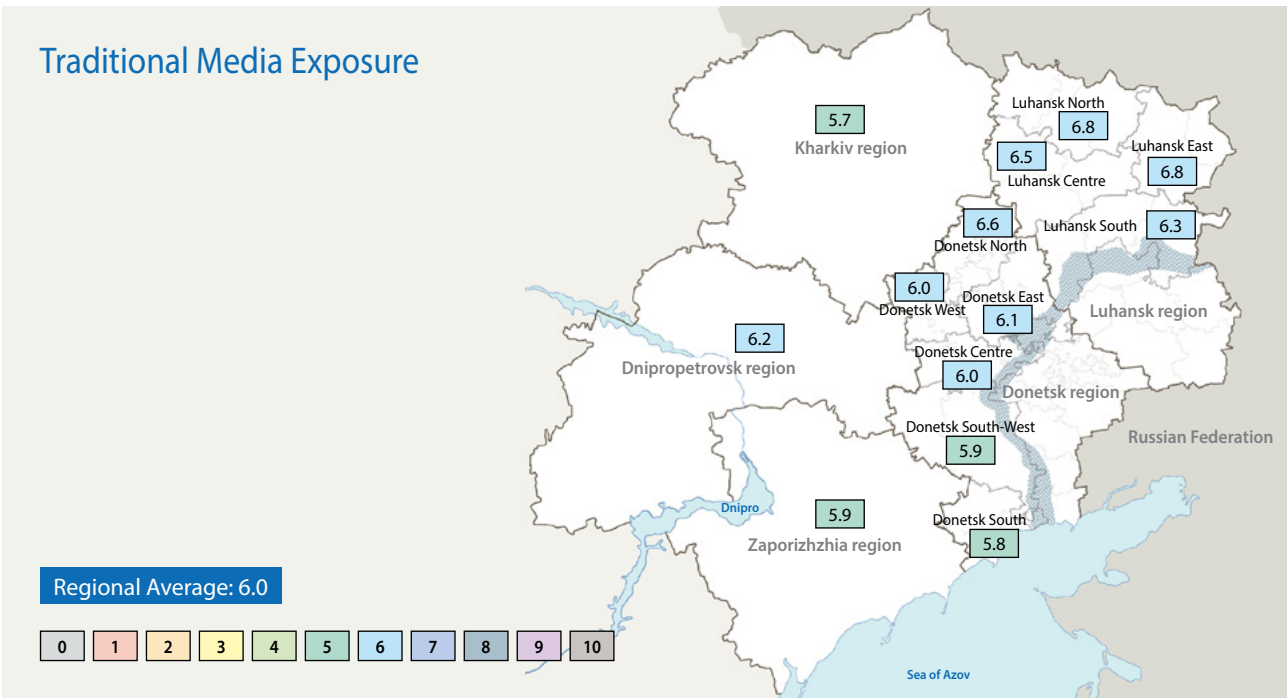 Traditional Media Exposure
5.7
Kharkiv region
Luhansk North
6.8
6.5
Luhansk Centre
Luhansk East
6.8
6.6
Donetsk North
Luhansk South
6.3
6.0
Donetsk West
Donetsk East
6.1
Luhansk region
6.2
Dnipropetrovsk region
Donetsk Centre
6.0
Donetsk region
Donetsk South-West
5.9
Russian Federation
Dnipro
5.9
Zaporizhzhia region
Donetsk South
5.8
Regional Average: 6.0
0 1 2 3 4 5 6 7 8 9 10
Sea of Azov